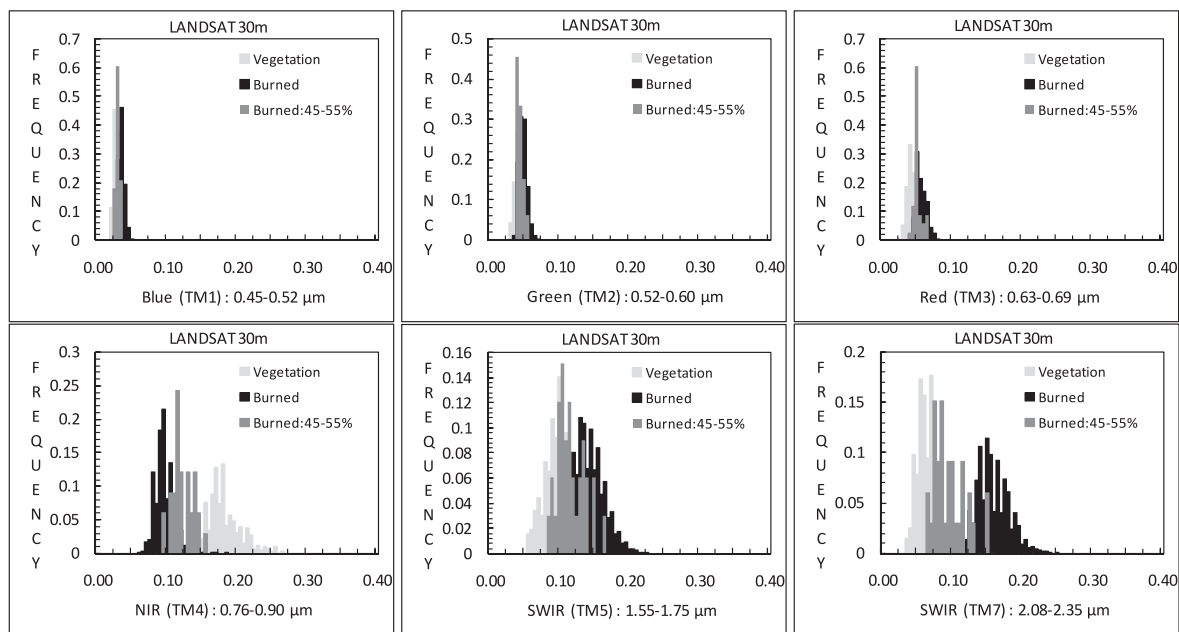 LANDSAT 30m
FREQUENCY
0.7
0.6
0.5
0.4
0.3
0.2
0.1
0
Vegetation
Burned
Burned:45-55%
0.00 0.10 0.20 0.30 0.40
Blue (TM1) : 0.45-0.52 µm
LANDSAT 30m
FREQUENCY
0.5
0.4
0.3
0.2
0.1
0
Vegetation
Burned
Burned:45-55%
0.00 0.10 0.20 0.30 0.40
Green (TM2) : 0.52-0.60 µm
LANDSAT 30m
FREQUENCY
0.7
0.6
0.5
0.4
0.3
0.2
0.1
0
Vegetation
Burned
Burned:45-55%
0.00 0.10 0.20 0.30 0.40
Red (TM3) : 0.63-0.69 µm
LANDSAT 30m
FREQUENCY
0.3
0.25
0.2
0.15
0.1
0.05
0
Vegetation
Burned
Burned:45-55%
0.00 0.10 0.20 0.30 0.40
NIR (TM4) : 0.76-0.90 µm
LANDSAT 30m
FREQUENCY
0.16
0.14
0.12
0.1
0.08
0.06
0.04
0.02
0
Vegetation
Burned
Burned:45-55%
0.00 0.10 0.20 0.30 0.40
SWIR (TM5) : 1.55-1.75 µm
LANDSAT 30m
FREQUENCY
0.2
0.15
0.1
0.05
0
Vegetation
Burned
Burned:45-55%
0.00 0.10 0.20 0.30 0.40
SWIR (TM7) : 2.08-2.35 µm